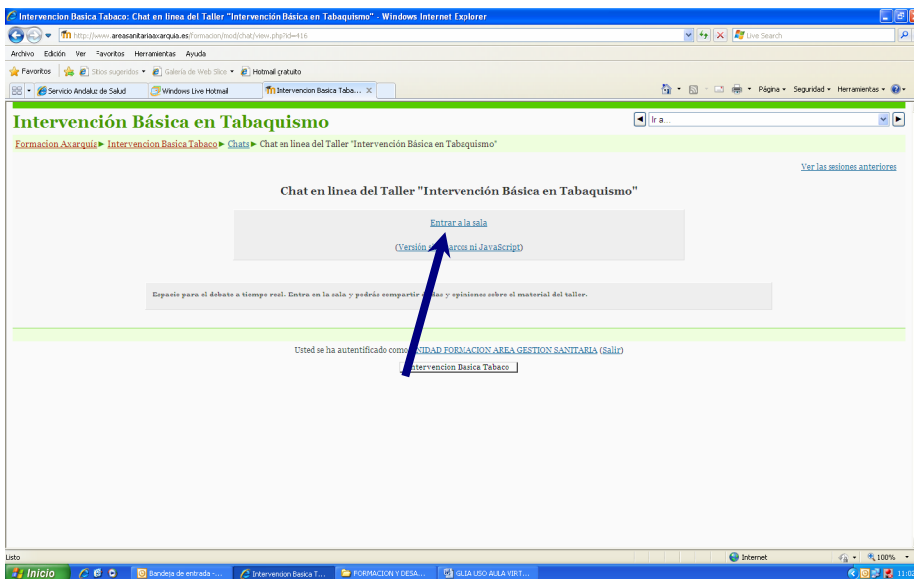 Intervencion Basica Tabaco: Chat en linea del Taller "Intervención Básica en Tabaquismo" - Windows Internet Explorer
http://www.areasanitariaaxarquia.es/formacion/mod/chat/view.php?id=416
Live Search
Archivo Edición Ver Favoritos Herramientas Ayuda
Favoritos Sitios sugeridos Galería de Web Slice Hotmail gratuito
Servicio Andaluz de Salud Windows Live Hotmail Intervencion Basica Taba... X Página Seguridad Herramientas
Intervención Básica en Tabaquismo
Ir a...
Formacion Axarquia ► Intervencion Basica Tabaco ► Chats ► Chat en linea del Taller "Intervención Básica en Tabaquismo"
Ver las sesiones anteriores
Chat en linea del Taller "Intervención Básica en Tabaquismo"
Entrar a la sala
(Versión ni JavaScript)
Espacio para el debate a tiempo real. Entra en la sala y podrás compartir y opiniones sobre el material del taller.
Usted se ha autentificado como FORMACION AREA GESTION SANITARIA (Salir)
Basica Tabaco
Listo Internet 100%
Inicio Bandeja de entrada -... Intervencion Basica T... FORMACION Y DESA... GUIA USO AULA VIRT... 11:02